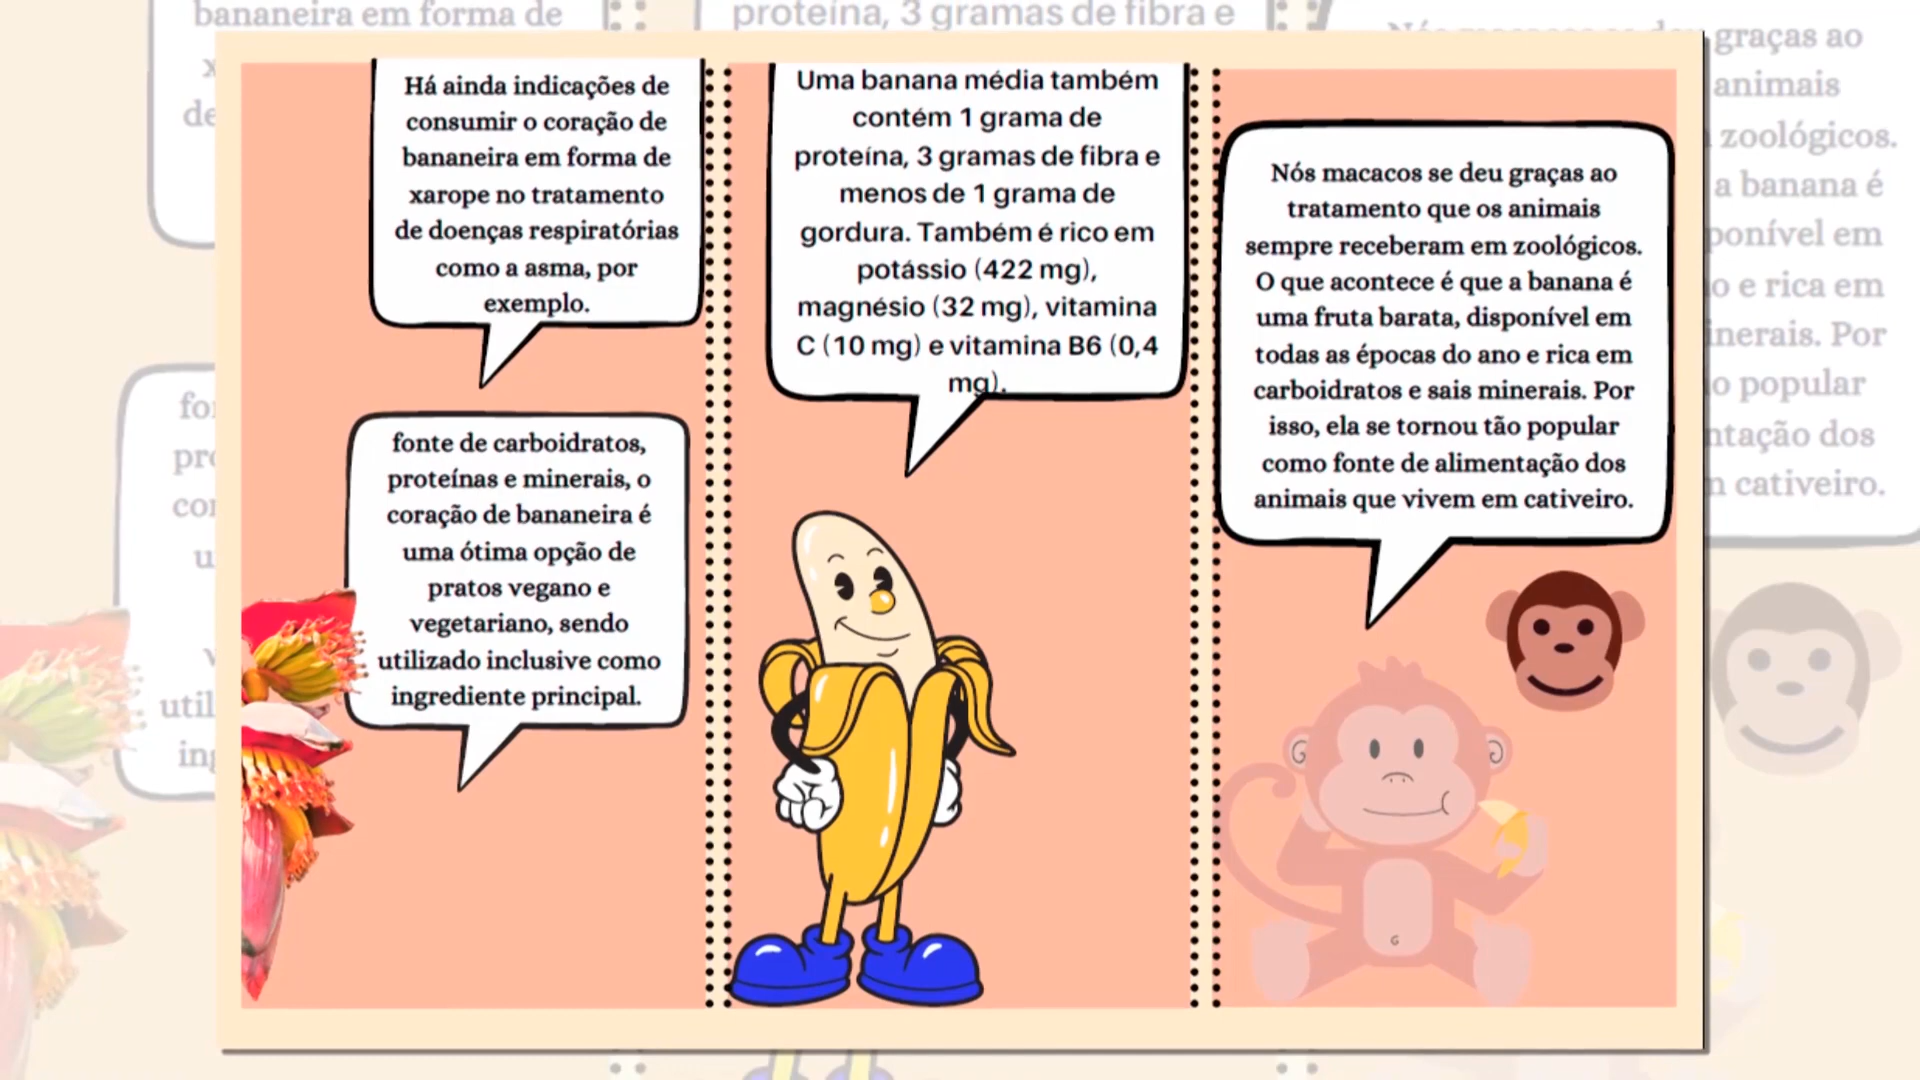 Há ainda indicações de
consumir o coração de
bananeira em forma de
xarope no tratamento
de doenças respiratórias
como a asma, por
exemplo.
fonte de carboidratos,
proteínas e minerais, o
coração de bananeira é
uma ótima opção de
pratos vegano e
vegetariano, sendo
utilizado inclusive como
ingrediente principal.
Uma banana média também
contém 1 grama de
proteína, 3 gramas de fibra e
menos de 1 grama de
gordura. Também é rico em
potássio (422 mg),
magnésio (32 mg), vitamina
C (10 mg) e vitamina B6 (0,4
mg).
Nós macacos se deu graças ao
tratamento que os animais
sempre receberam em zoológicos.
O que acontece é que a banana é
uma fruta barata, disponível em
todas as épocas do ano e rica em
carboidratos e sais minerais. Por
isso, ela se tornou tão popular
como fonte de alimentação dos
animais que vivem em cativeiro.